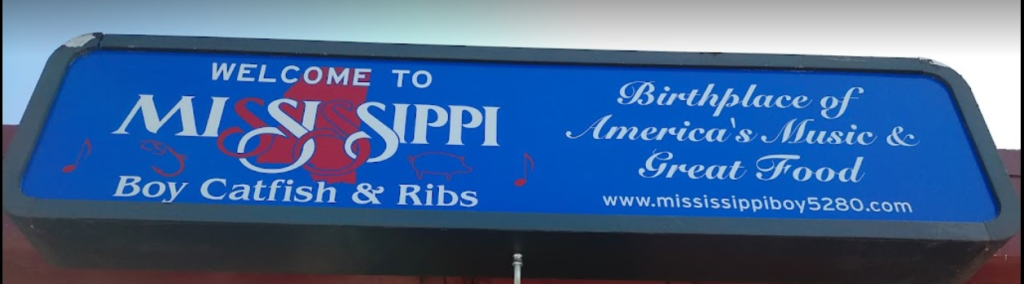 WELCOME TO
MISSISSIPPI
Boy Catfish & Ribs
Birthplace of
America's Music &
Great Food
www.mississippiboy5280.com